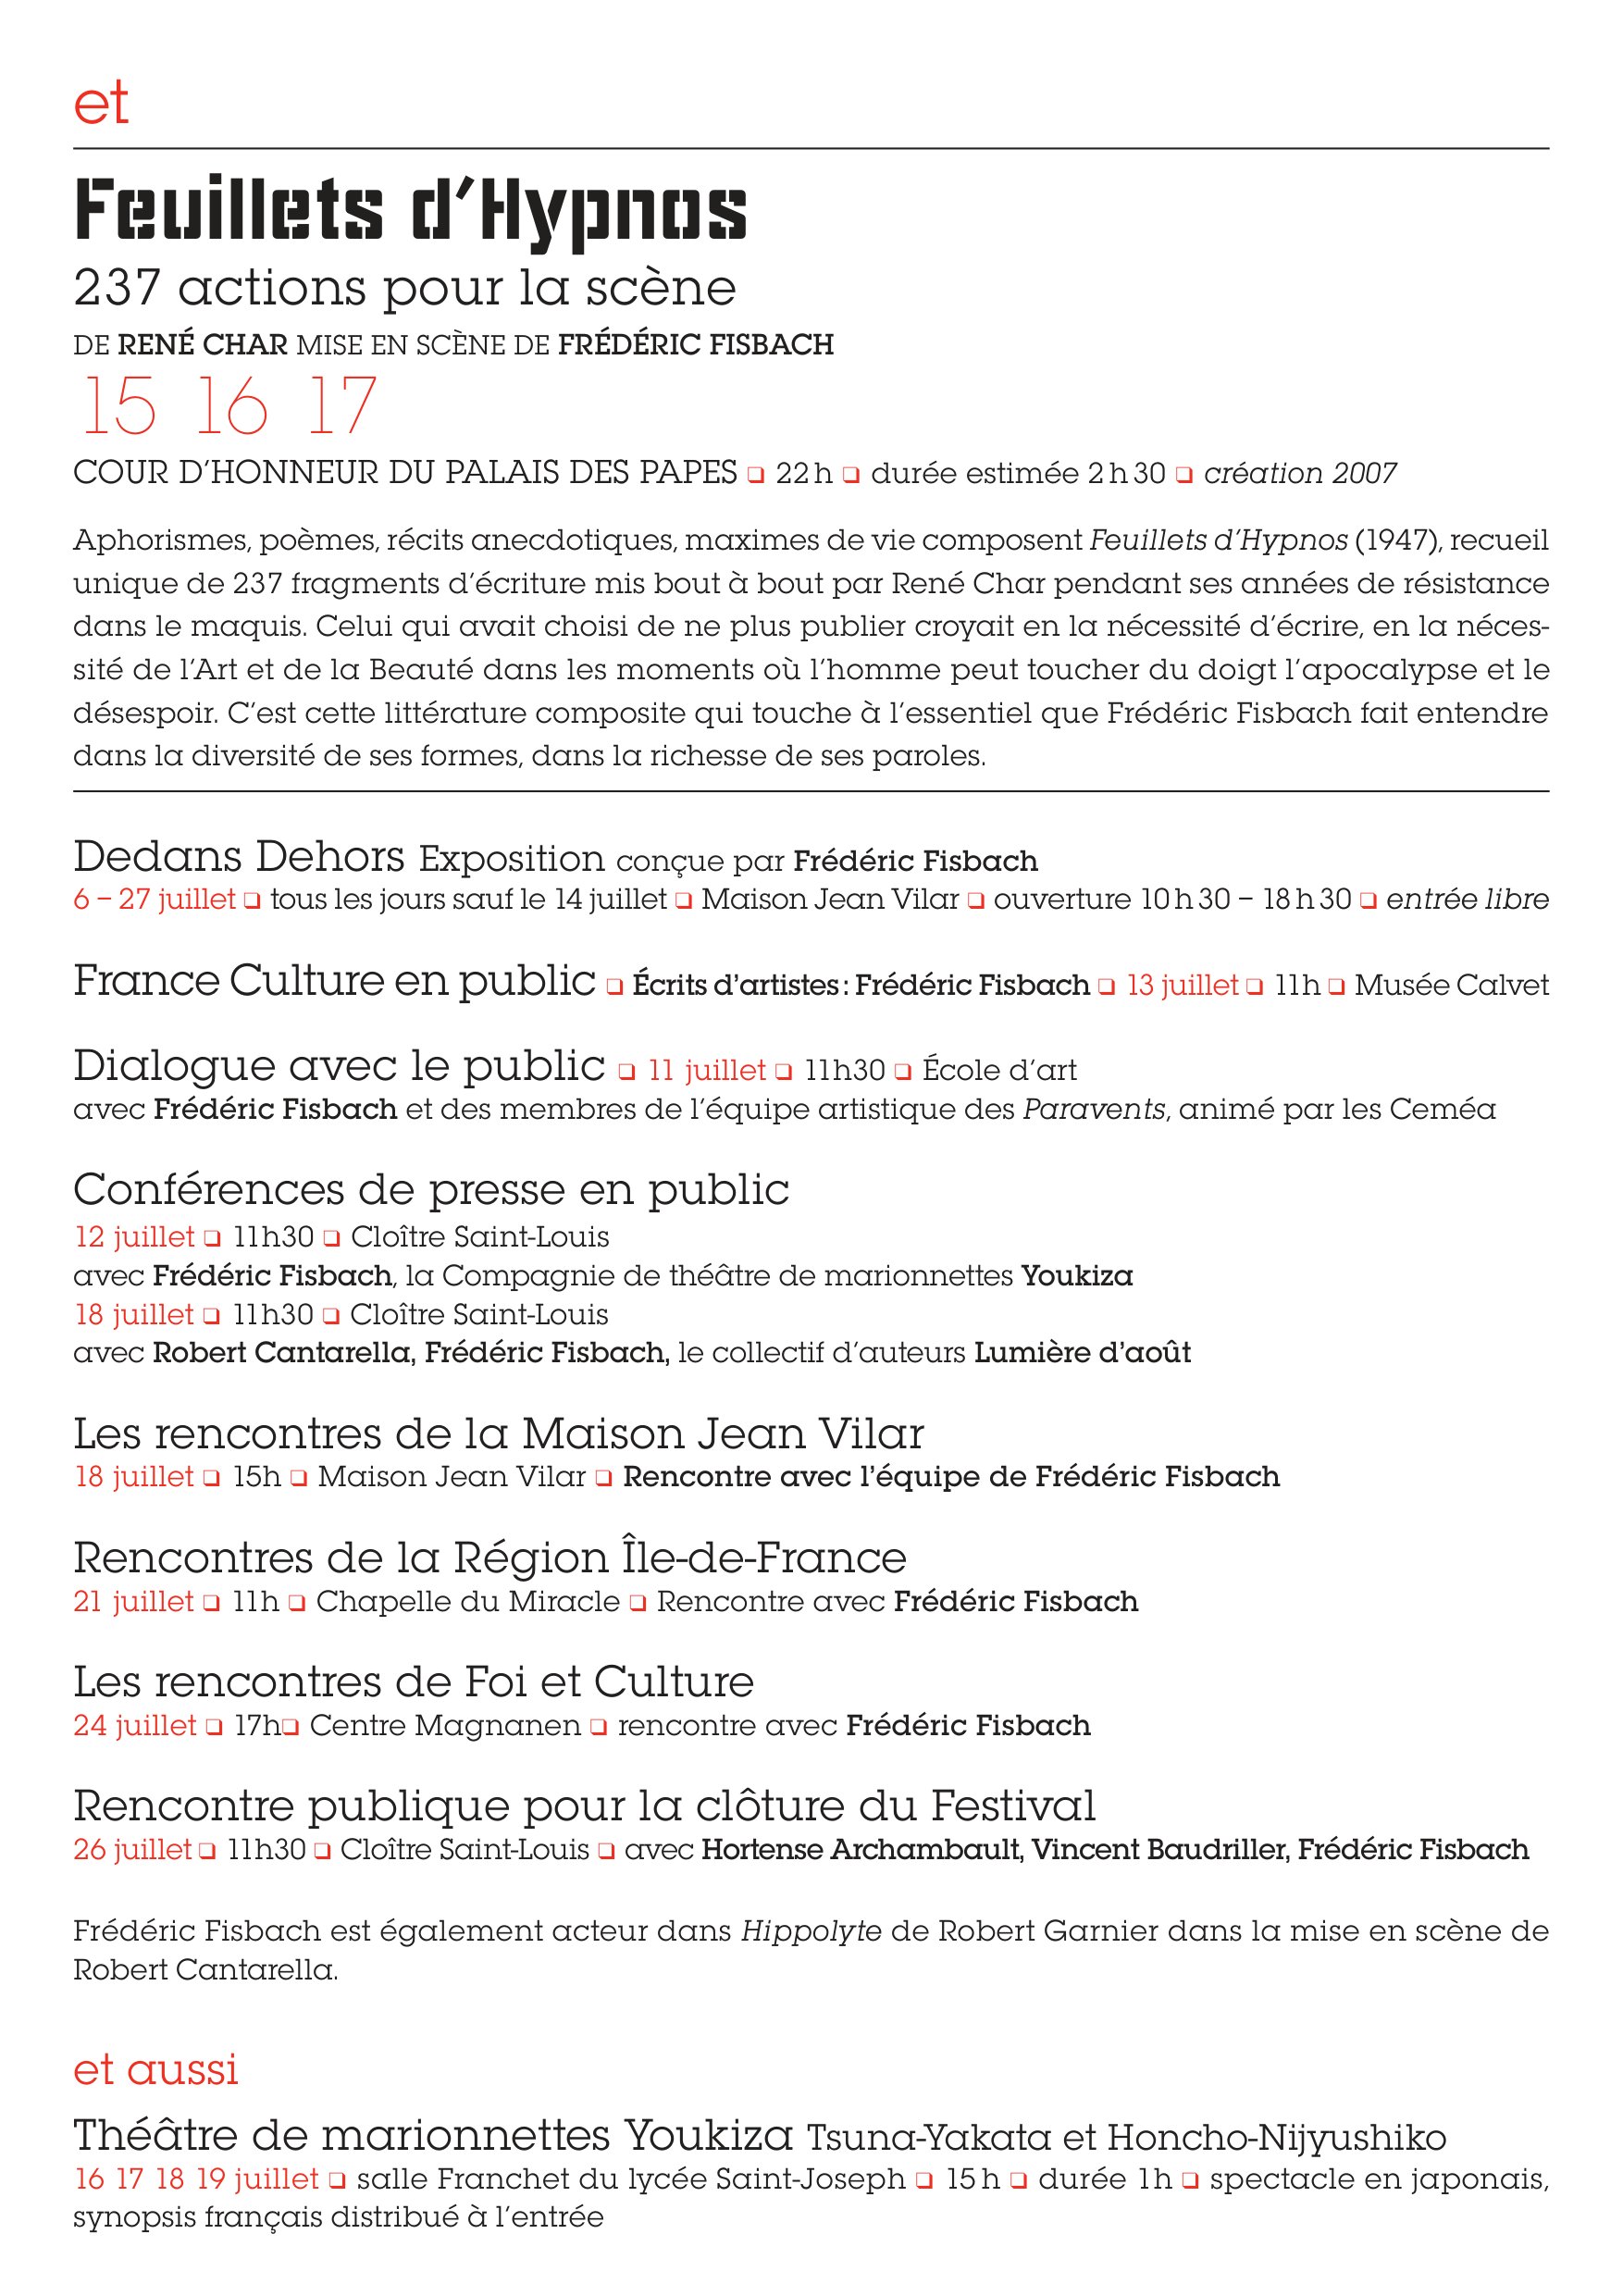 et
Feuillets d'Hypnos
237 actions pour la scène
DE RENÉ CHAR MISE EN SCÈNE DE FRÉDÉRIC FISBACH
15 16 17
COUR D'HONNEUR DU PALAIS DES PAPES ❏ 22 h ❏ durée estimée 2 h 30 ❏ création 2007
Aphorismes, poèmes, récits anecdotiques, maximes de vie composent Feuillets d'Hypnos (1947), recueil
unique de 237 fragments d'écriture mis bout à bout par René Char pendant ses années de résistance
dans le maquis. Celui qui avait choisi de ne plus publier croyait en la nécessité d'écrire, en la néces-
sité de l'Art et de la Beauté dans les moments où l'homme peut toucher du doigt l'apocalypse et le
désespoir. C'est cette littérature composite qui touche à l'essentiel que Frédéric Fisbach fait entendre
dans la diversité de ses formes, dans la richesse de ses paroles.
Dedans Dehors Exposition conçue par Frédéric Fisbach
6 – 27 juillet ❏ tous les jours sauf le 14 juillet ❏ Maison Jean Vilar ❏ ouverture 10 h 30 – 18 h 30 ❏ entrée libre
France Culture en public ❏ Écrits d'artistes : Frédéric Fisbach ❏ 13 juillet ❏ 11h ❏ Musée Calvet
Dialogue avec le public ❏ 11 juillet ❏ 11h30 ❏ École d'art
avec Frédéric Fisbach et des membres de l'équipe artistique des Paravents, animé par les Ceméa
Conférences de presse en public
12 juillet ❏ 11h30 ❏ Cloître Saint-Louis
avec Frédéric Fisbach, la Compagnie de théâtre de marionnettes Youkiza
18 juillet ❏ 11h30 ❏ Cloître Saint-Louis
avec Robert Cantarella, Frédéric Fisbach, le collectif d'auteurs Lumière d'août
Les rencontres de la Maison Jean Vilar
18 juillet ❏ 15h ❏ Maison Jean Vilar ❏ Rencontre avec l'équipe de Frédéric Fisbach
Rencontres de la Région Île-de-France
21 juillet ❏ 11h ❏ Chapelle du Miracle ❏ Rencontre avec Frédéric Fisbach
Les rencontres de Foi et Culture
24 juillet ❏ 17h❏ Centre Magnanen ❏ rencontre avec Frédéric Fisbach
Rencontre publique pour la clôture du Festival
26 juillet ❏ 11h30 ❏ Cloître Saint-Louis ❏ avec Hortense Archambault, Vincent Baudriller, Frédéric Fisbach
Frédéric Fisbach est également acteur dans Hippolyte de Robert Garnier dans la mise en scène de
Robert Cantarella.
et aussi
Théâtre de marionnettes Youkiza Tsuna-Yakata et Honcho-Nijyushiko
16 17 18 19 juillet ❏ salle Franchet du lycée Saint-Joseph ❏ 15 h ❏ durée 1 h ❏ spectacle en japonais,
synopsis français distribué à l'entrée